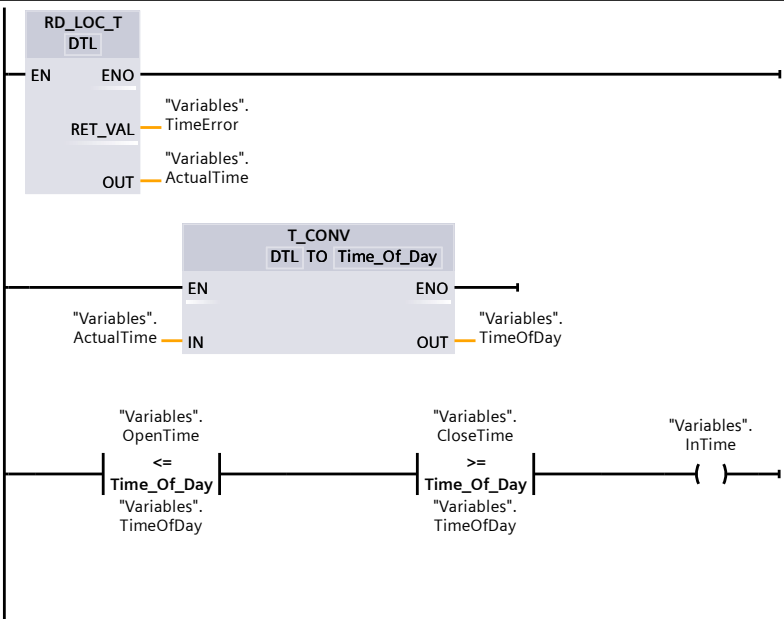 RD_LOC_T
DTL
EN ENO
"Variables".
RET_VAL TimeError
"Variables".
OUT ActualTime
T_CONV
DTL TO Time_Of_Day
EN ENO
"Variables". "Variables".
ActualTime IN OUT TimeOfDay
"Variables". "Variables". "Variables".
OpenTime CloseTime InTime
<= >=
Time_Of_Day Time_Of_Day ( )
"Variables". "Variables".
TimeOfDay TimeOfDay